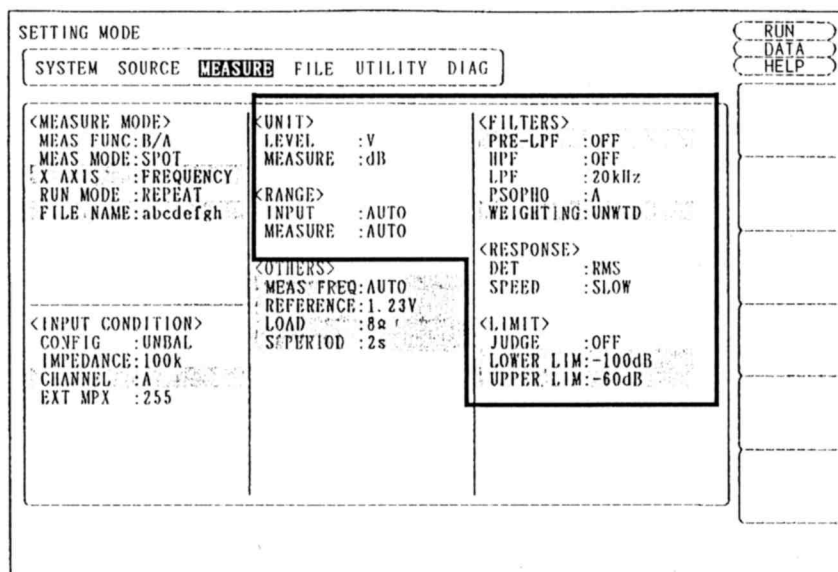 SETTING MODE
SYSTEM SOURCE MEASURE FILE UTILITY DIAG
RUN
DATA
HELP
<MEASURE MODE>
MEAS FUNC:B/A
MEAS MODE:SPOT
X AXIS :FREQUENCY
RUN MODE :REPEAT
FILE NAME:abcdefgh
<INPUT CONDITION>
CONFIG :UNBAL
IMPEDANCE:100k
CHANNEL :A
EXT MPX :255
<UNIT>
LEVEL :V
MEASURE :dB
<RANGE>
INPUT :AUTO
MEASURE :AUTO
<OTHERS>
MEAS FREQ:AUTO
REFERENCE:1.23V
LOAD :8Ω
S/PERIOD :2s
<FILTERS>
PRE-LPF :OFF
HPF :OFF
LPF :20kHz
PSOPHO :A
WEIGHTING:UNWTD
<RESPONSE>
DET :RMS
SPEED :SLOW
<LIMIT>
JUDGE :OFF
LOWER LIM:-100dB
UPPER LIM:-60dB